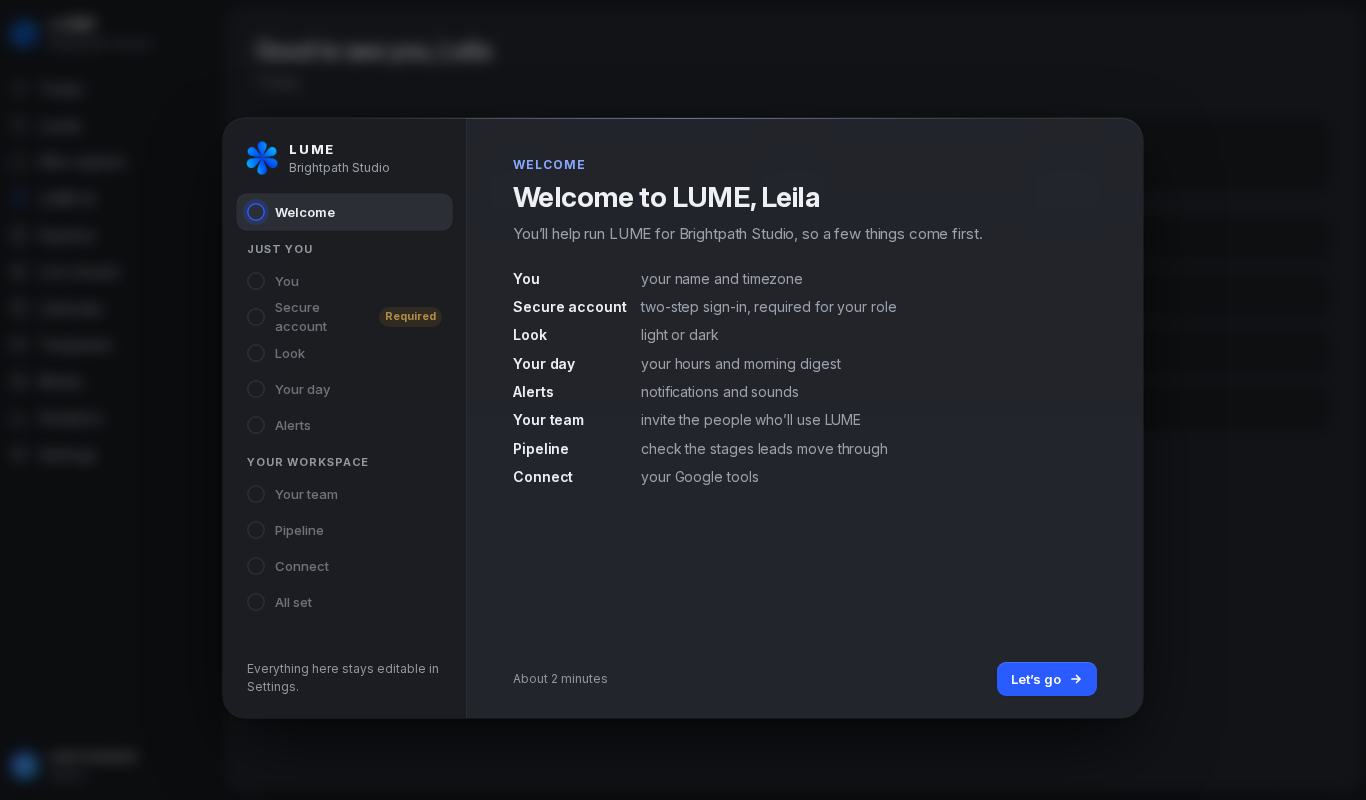 LUME
Brightpath Studio
Welcome
JUST YOU
You
Secure
account
Required
Look
Your day
Alerts
YOUR WORKSPACE
Your team
Pipeline
Connect
All set
Everything here stays editable in
Settings.
WELCOME
Welcome to LUME, Leila
You’ll help run LUME for Brightpath Studio, so a few things come first.
You your name and timezone
Secure account two-step sign-in, required for your role
Look light or dark
Your day your hours and morning digest
Alerts notifications and sounds
Your team invite the people who’ll use LUME
Pipeline check the stages leads move through
Connect your Google tools
About 2 minutes
Let’s go